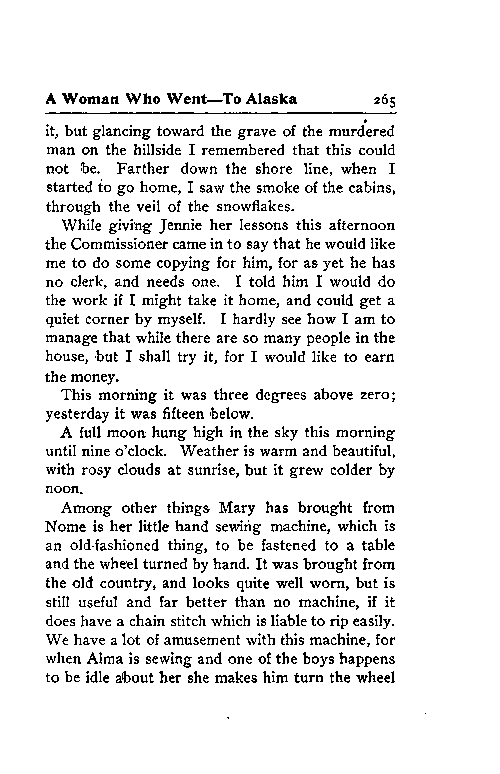 A Woman Who Went—To Alaska 265
it, but glancing toward the grave of the murdered
man on the hillside I remembered that this could
not be. Farther down the shore line, when I
started to go home, I saw the smoke of the cabins,
through the veil of the snowflakes.
While giving Jennie her lessons this afternoon
the Commissioner came in to say that he would like
me to do some copying for him, for as yet he has
no clerk, and needs one. I told him I would do
the work if I might take it home, and could get a
quiet corner by myself. I hardly see how I am to
manage that while there are so many people in the
house, but I shall try it, for I would like to earn
the money.
This morning it was three degrees above zero;
yesterday it was fifteen below.
A full moon hung high in the sky this morning
until nine o'clock. Weather is warm and beautiful,
with rosy clouds at sunrise, but it grew colder by
noon.
Among other things Mary has brought from
Nome is her little hand sewing machine, which is
an old-fashioned thing, to be fastened to a table
and the wheel turned by hand. It was brought from
the old country, and looks quite well worn, but is
still useful and far better than no machine, if it
does have a chain stitch which is liable to rip easily.
We have a lot of amusement with this machine, for
when Alma is sewing and one of the boys happens
to be idle about her she makes him turn the wheel